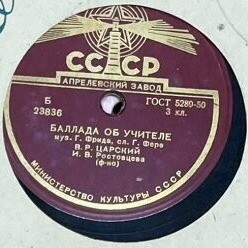 СССР
АПРЕЛЕВСКИЙ ЗАВОД
Б
23836
ГОСТ 5289-50
3 кл.
БАЛЛАДА ОБ УЧИТЕЛЕ
муз. Г. Фрида, сл. Г. Фере
В. Р. ЦАРСКИЙ
И. В. Ростовцева
(ф-но)
МИНИСТЕРСТВО КУЛЬТУРЫ СССР